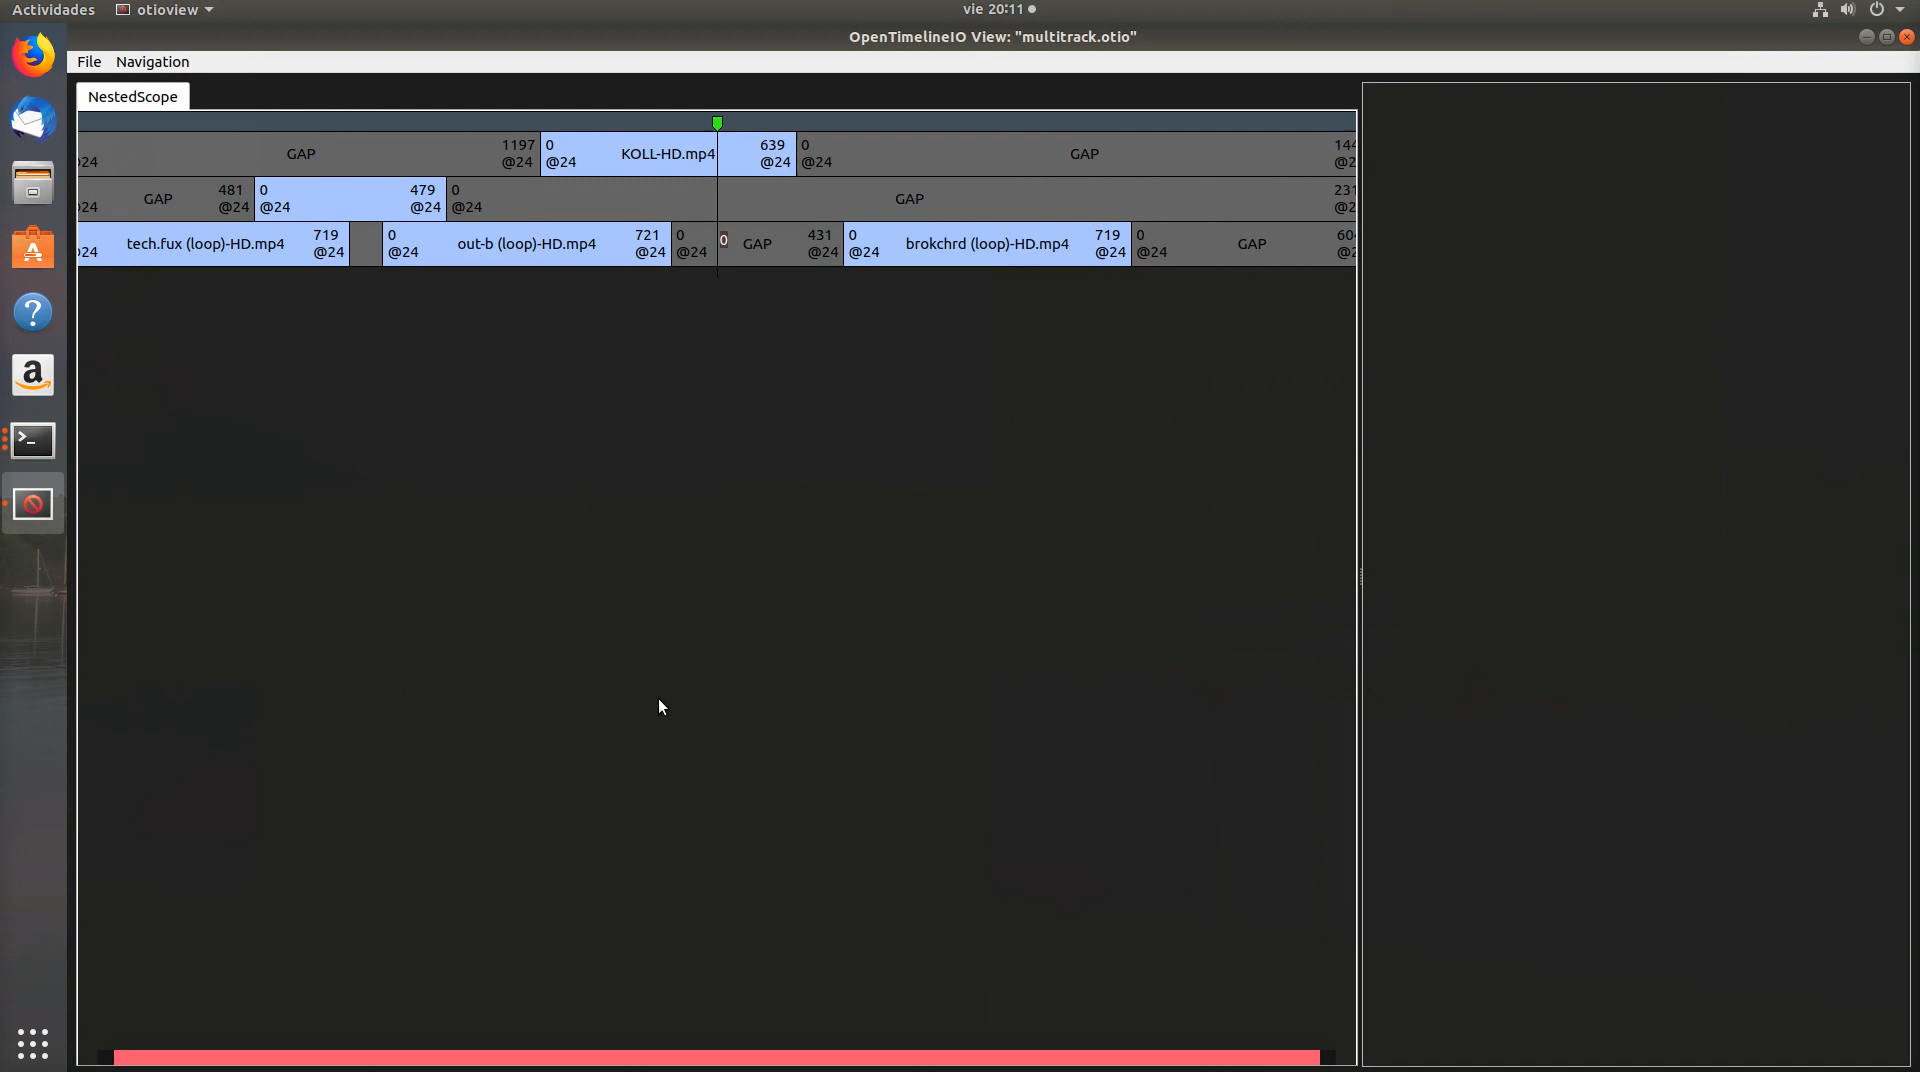 Actividades otioview vie 20:11
OpenTimelineIO View: "multitrack.otio"
File Navigation
NestedScope
GAP 1197 0 KOLL-HD.mp4 639 0 GAP
@24 @24 @24 @24
GAP 481 0 479 0 GAP
@24 @24 @24 @24
tech.fux (loop)-HD.mp4 719 0 out-b (loop)-HD.mp4 721 0 0 GAP 431 0 brokchrd (loop)-HD.mp4 719 0 GAP
@24 @24 @24 @24 @24 @24 @24 @24